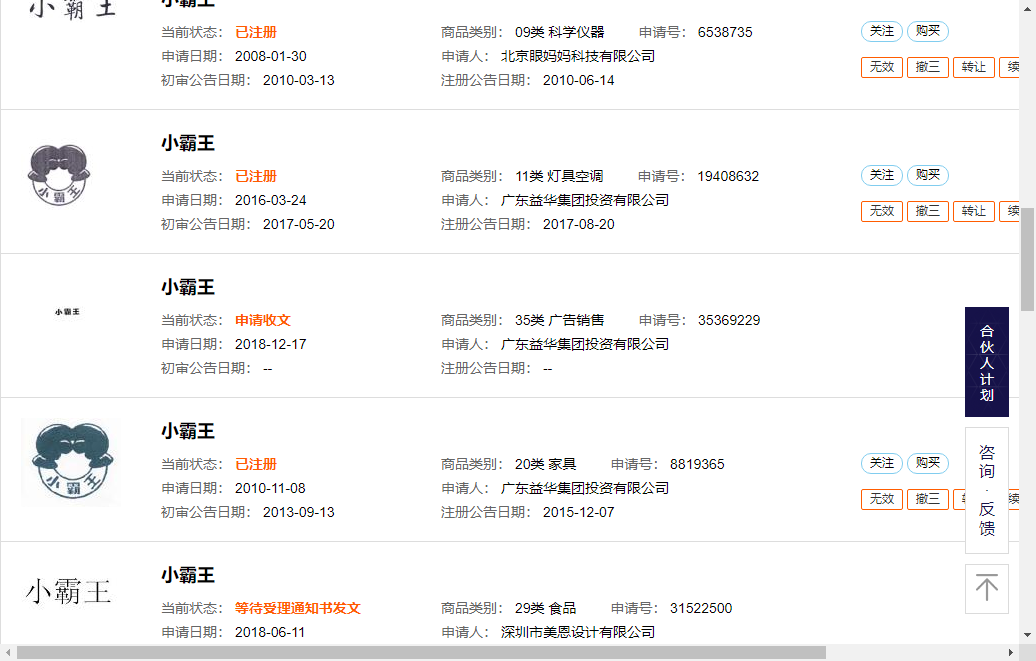 小霸王
小霸王
当前状态： 已注册 商品类别： 09类 科学仪器 申请号： 6538735 关注 购买
申请日期： 2008-01-30 申请人： 北京眼妈妈科技有限公司
初审公告日期： 2010-03-13 注册公告日期： 2010-06-14 无效 撤三 转让 续
小霸王
小霸王
当前状态： 已注册 商品类别： 11类 灯具空调 申请号： 19408632 关注 购买
申请日期： 2016-03-24 申请人： 广东益华集团投资有限公司
初审公告日期： 2017-05-20 注册公告日期： 2017-08-20 无效 撤三 转让 续
小霸王
小霸王
当前状态： 申请收文 商品类别： 35类 广告销售 申请号： 35369229
申请日期： 2018-12-17 申请人： 广东益华集团投资有限公司
初审公告日期： -- 注册公告日期： --
合伙人计划
小霸王
小霸王
当前状态： 已注册 商品类别： 20类 家具 申请号： 8819365 关注 购买
申请日期： 2010-11-08 申请人： 广东益华集团投资有限公司
初审公告日期： 2013-09-13 注册公告日期： 2015-12-07 无效 撤三 续
咨询·反馈
小霸王
小霸王
当前状态： 等待受理通知书发文 商品类别： 29类 食品 申请号： 31522500
申请日期： 2018-06-11 申请人： 深圳市美恩设计有限公司